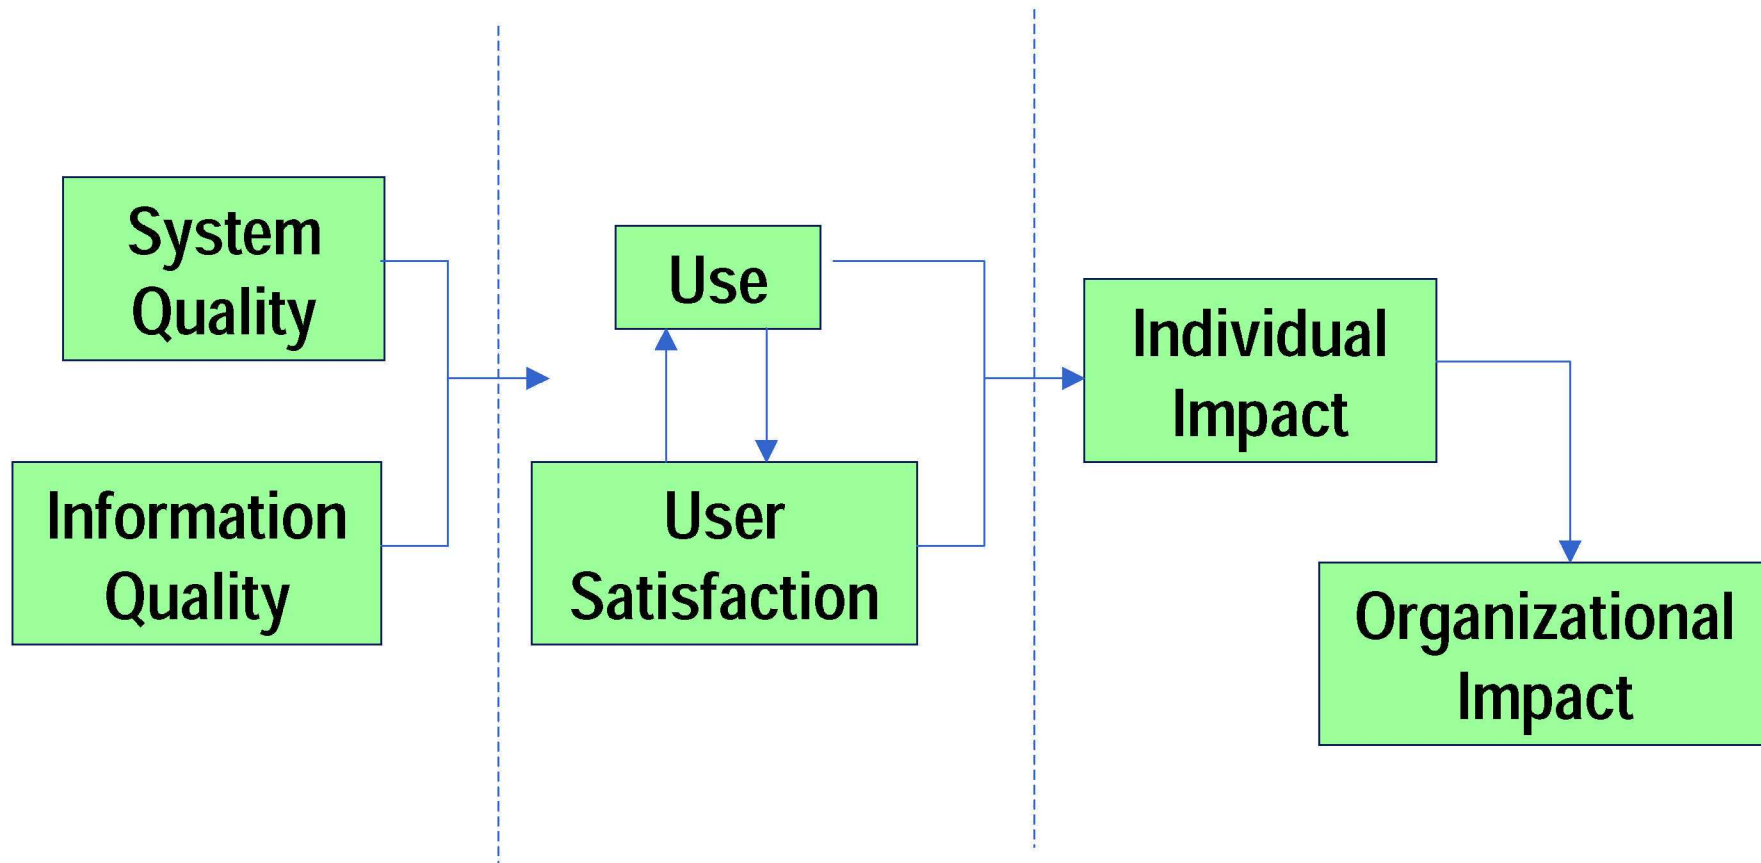 System
Quality
Information
Quality
Use
User
Satisfaction
Individual
Impact
Organizational
Impact